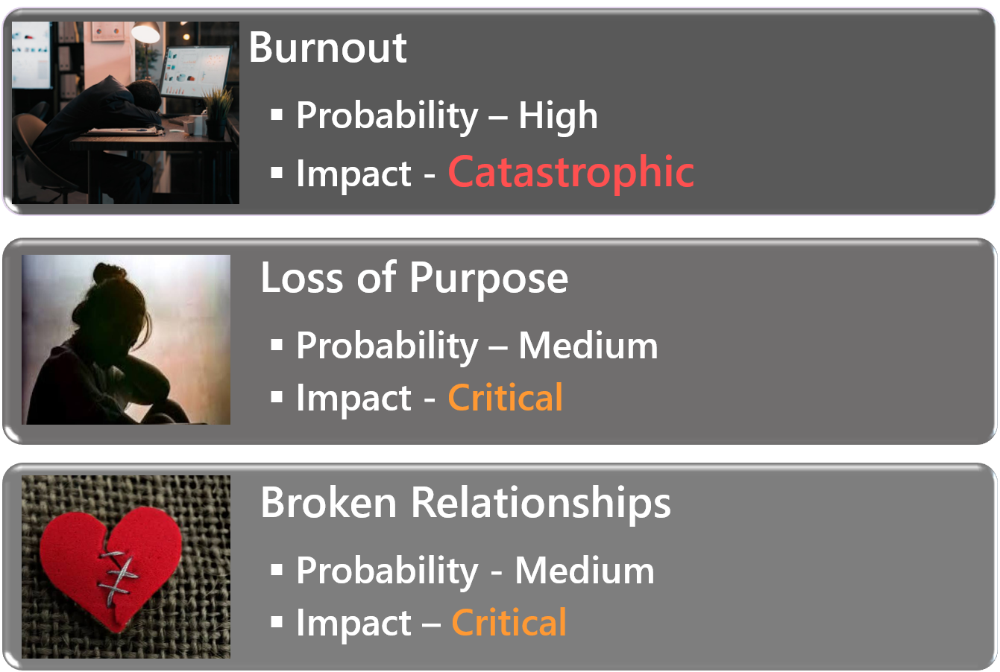 Burnout
▪ Probability – High
▪ Impact - Catastrophic
Loss of Purpose
▪ Probability – Medium
▪ Impact - Critical
Broken Relationships
▪ Probability - Medium
▪ Impact – Critical